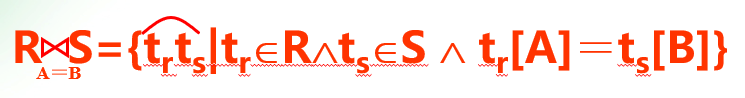 R⋈S={t_r t_s|t_r∈R∧t_s∈S ∧ t_r[A]=t_s[B]}
A=B